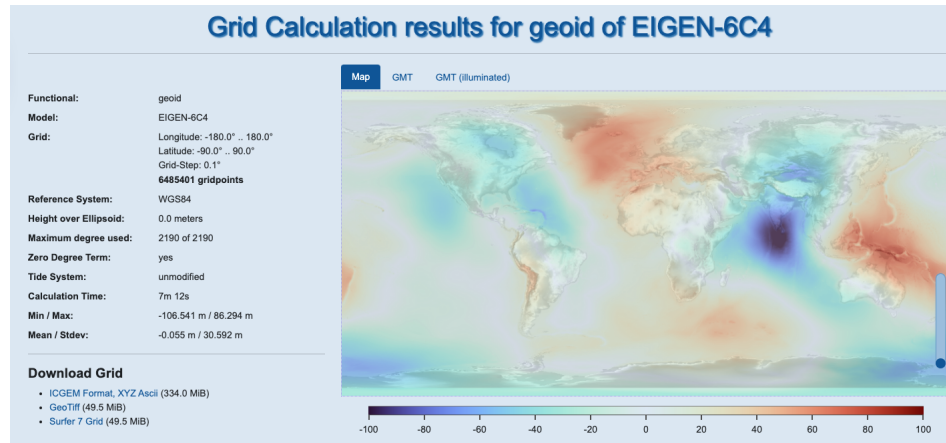 Grid Calculation results for geoid of EIGEN-6C4
Map GMT GMT (illuminated)
Functional: geoid
Model: EIGEN-6C4
Grid: Longitude: -180.0° .. 180.0°
Latitude: -90.0° .. 90.0°
Grid-Step: 0.1°
6485401 gridpoints
Reference System: WGS84
Height over Ellipsoid: 0.0 meters
Maximum degree used: 2190 of 2190
Zero Degree Term: yes
Tide System: unmodified
Calculation Time: 7m 12s
Min / Max: -106.541 m / 86.294 m
Mean / Stdev: -0.055 m / 30.592 m
Download Grid
• ICGEM Format, XYZ Ascii (334.0 MiB)
• GeoTiff (49.5 MiB)
• Surfer 7 Grid (49.5 MiB)
-100 -80 -60 -40 -20 0 20 40 60 80 100